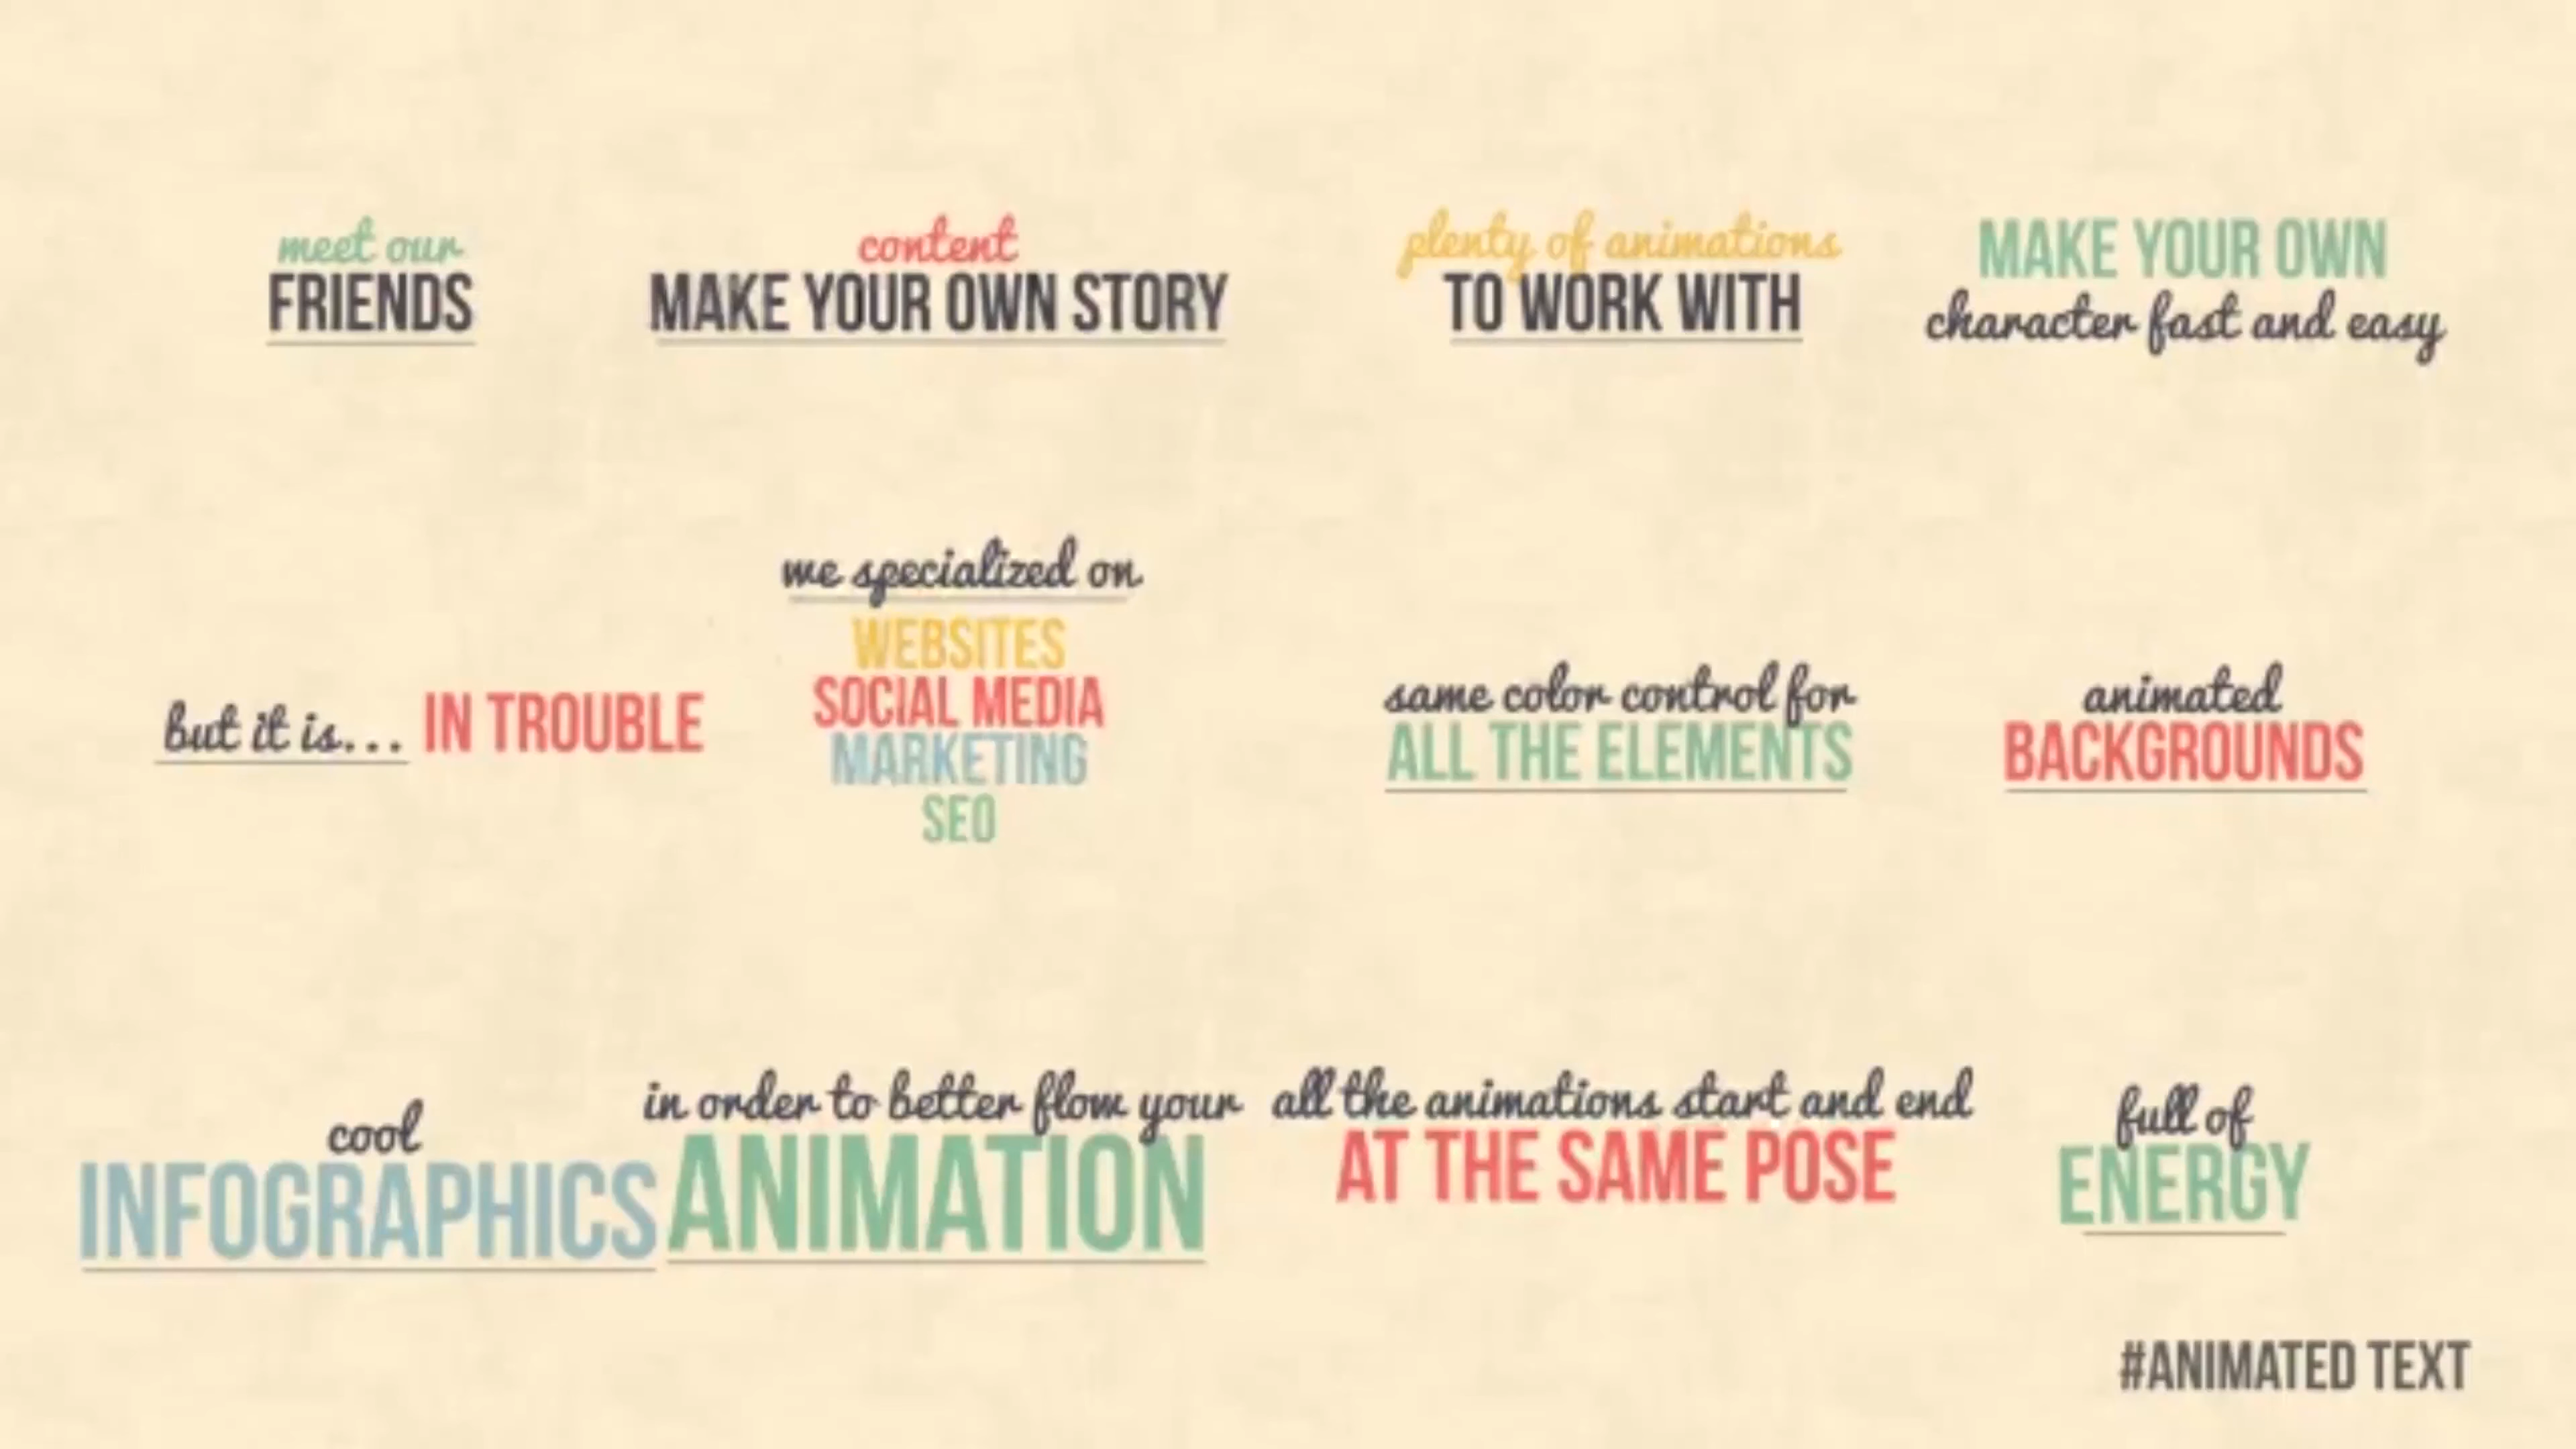 meet our
FRIENDS
content
MAKE YOUR OWN STORY
plenty of animations
TO WORK WITH
MAKE YOUR OWN
character fast and easy
but it is... IN TROUBLE
we specialized on
WEBSITES
SOCIAL MEDIA
MARKETING
SEO
same color control for
ALL THE ELEMENTS
animated
BACKGROUNDS
cool
INFOGRAPHICS
in order to better flow your
ANIMATION
all the animations start and end
AT THE SAME POSE
full of
ENERGY
#ANIMATED TEXT